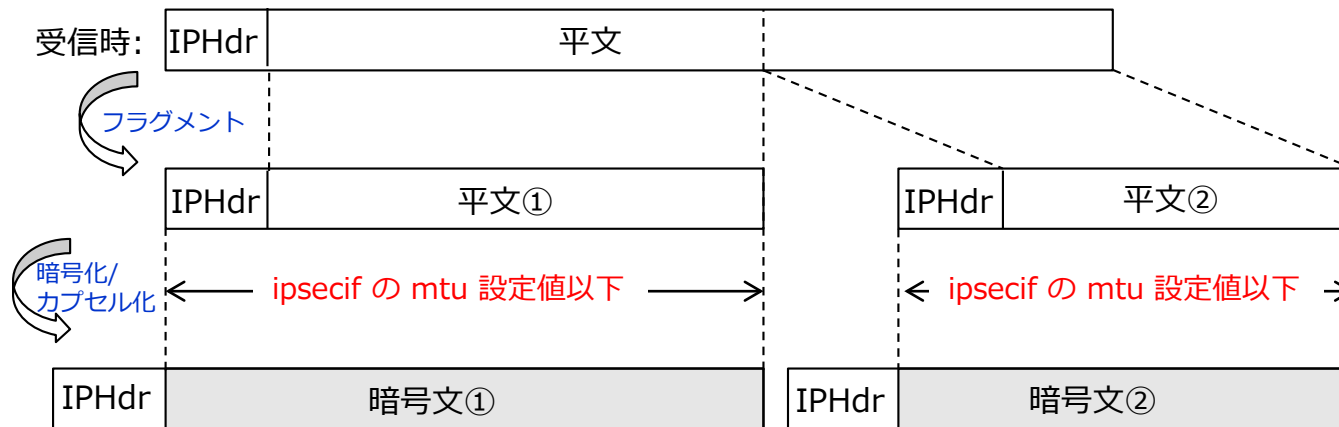 受信時: IPHdr 平文
フラグメント
IPHdr 平文① IPHdr 平文②
暗号化/
カプセル化
ipsecif の mtu 設定値以下 ipsecif の mtu 設定値以下
IPHdr 暗号文① IPHdr 暗号文②